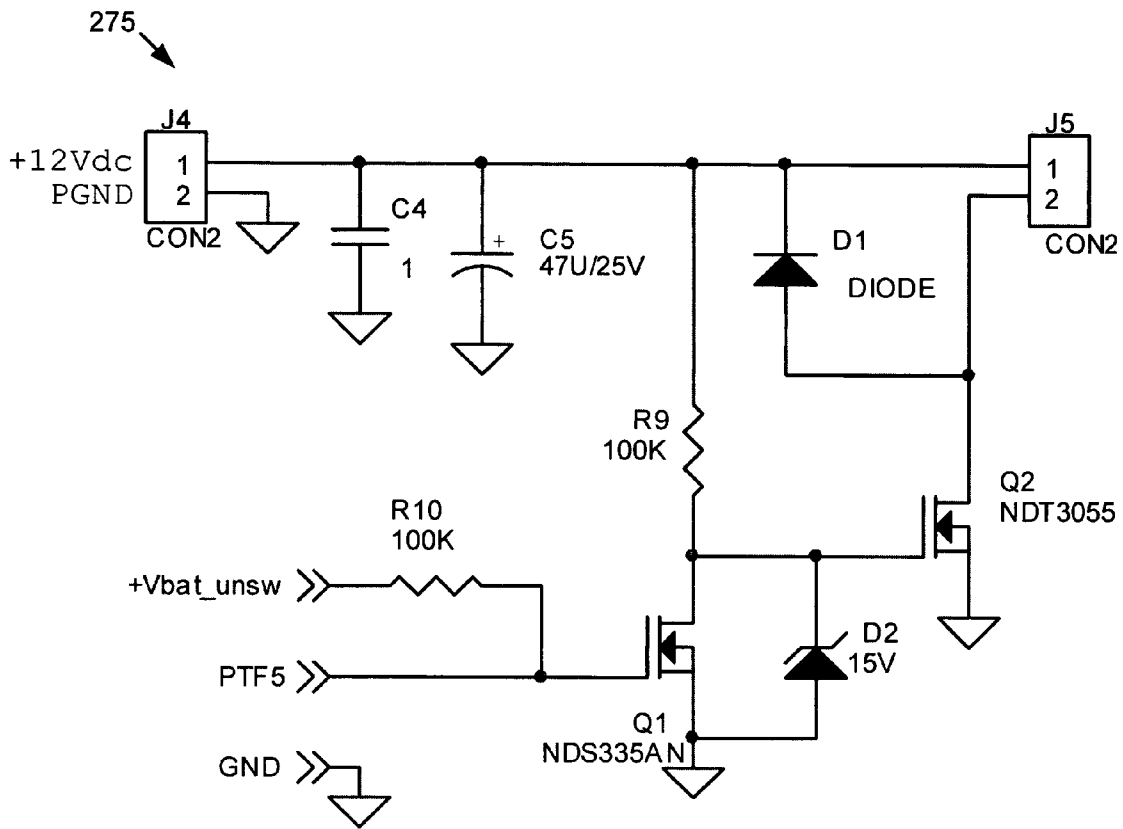 275
J4
+12Vdc 1
PGND 2
CON2
C4
1
+
C5
47U/25V
D1
DIODE
J5
1
2
CON2
R9
100K
Q2
NDT3055
R10
100K
+Vbat_unsw
PTF5
GND
D2
15V
Q1
NDS335AN